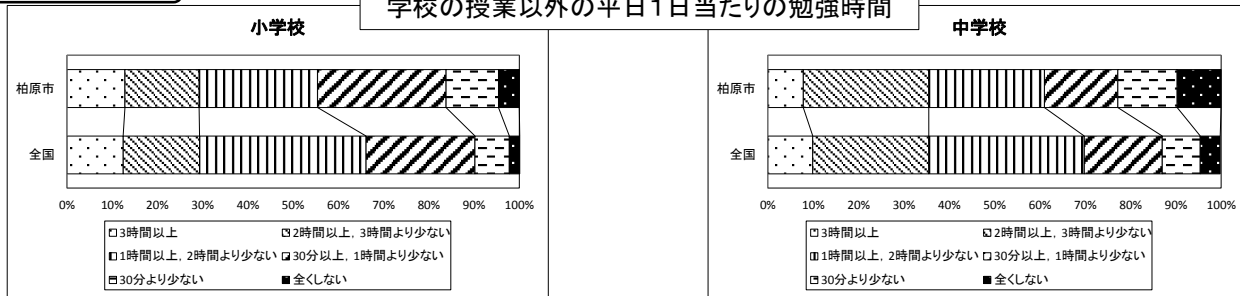 学校の授業以外の平日1日当たりの勉強時間
小学校
柏原市
全国
0% 10% 20% 30% 40% 50% 60% 70% 80% 90% 100%
3時間以上 2時間以上，3時間より少ない
1時間以上，2時間より少ない 30分以上，1時間より少ない
30分より少ない 全くしない
中学校
柏原市
全国
0% 10% 20% 30% 40% 50% 60% 70% 80% 90% 100%
3時間以上 2時間以上，3時間より少ない
1時間以上，2時間より少ない 30分以上，1時間より少ない
30分より少ない 全くしない